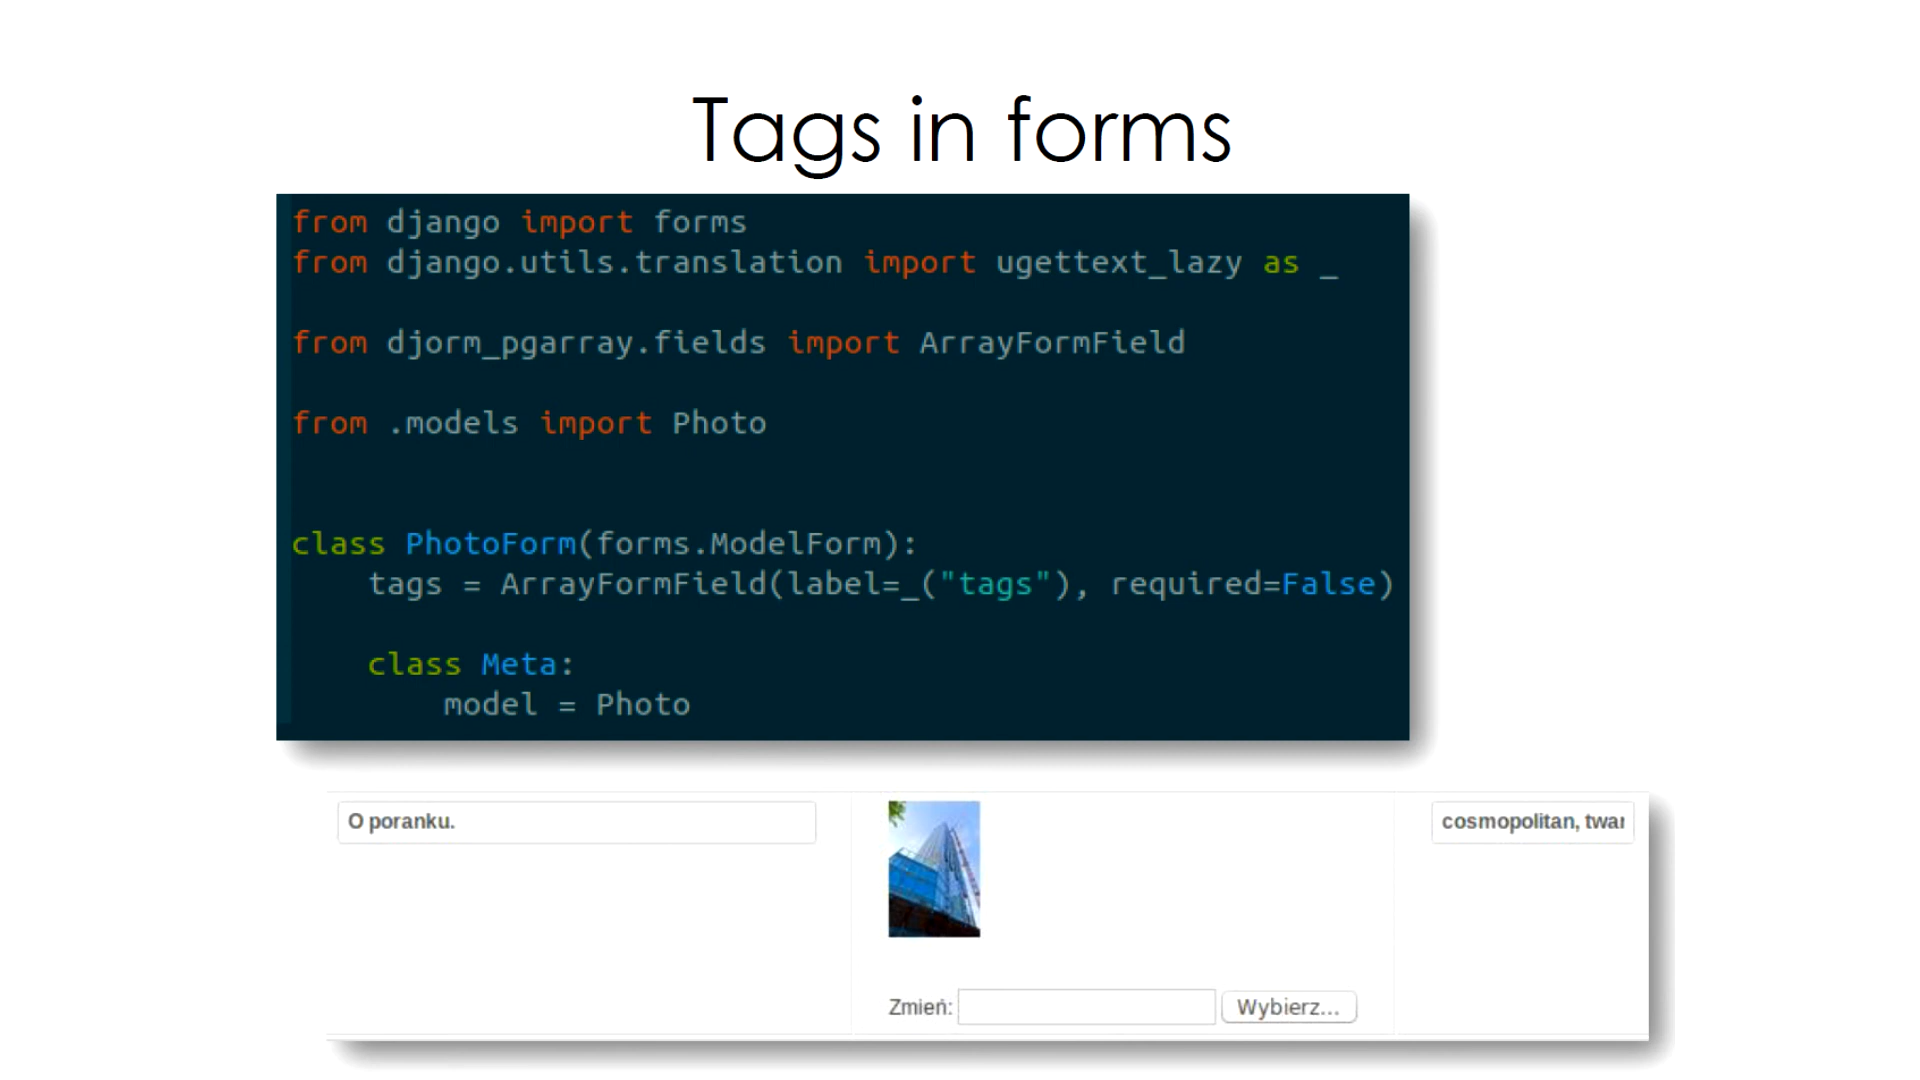 Tags in forms
from django import forms
from django.utils.translation import ugettext_lazy as _
from djorm_pgarray.fields import ArrayFormField
from .models import Photo
class PhotoForm(forms.ModelForm):
    tags = ArrayFormField(label=_("tags"), required=False)
    class Meta:
        model = Photo
O poranku.
cosmopolitan, twar
Zmień:
Wybierz...